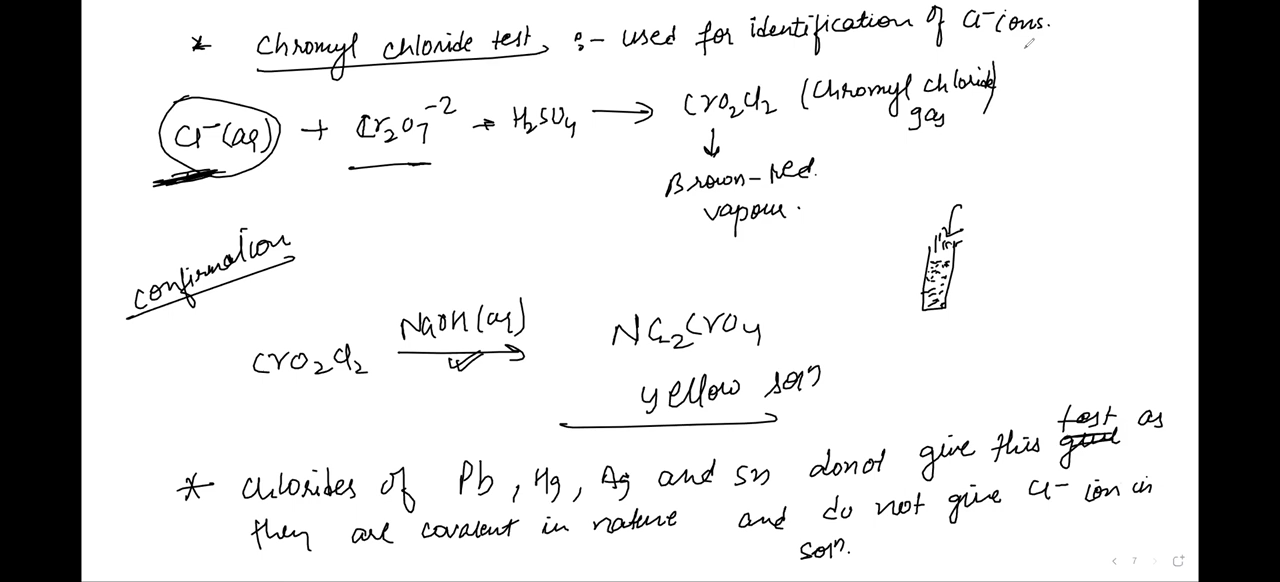 * Chromyl chloride test :- used for identification of Cl⁻ ions.
Cl⁻(aq) + Cr2O7⁻² + H2SO4 ⟶ CrO2Cl2 (Chromyl chloride)
gas
↓
Brown-red.
vapour.
confirmation
CrO2Cl2 NaOH(aq) ⟶ Na2CrO4
yellow soln
* chlorides of Pb, Hg, Ag and Sn donot give this test as
they are covalent in nature and do not give Cl⁻ ion in
soln.
< 7 >